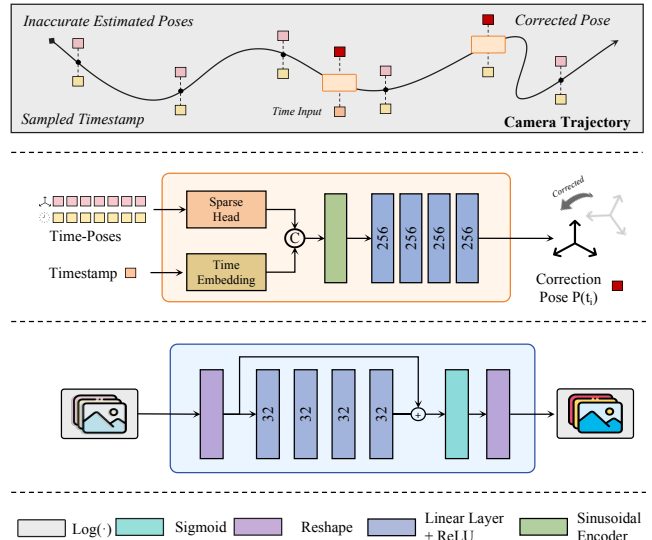 Inaccurate Estimated Poses
Corrected Pose
Sampled Timestamp
Time Input
Camera Trajectory
Time-Poses
Timestamp
Sparse
Head
Time
Embedding
C
256
256
256
256
Corrected
Correction
Pose P(tᵢ)
32
32
32
32
+
Log(·)
Sigmoid
Reshape
Linear Layer
+ ReLU
Sinusoidal
Encoder